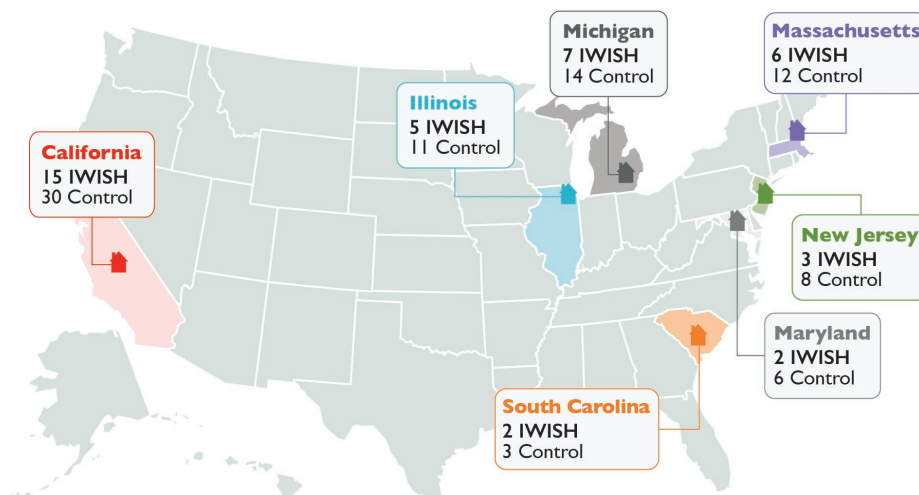 Michigan
7 IWISH
14 Control
Massachusetts
6 IWISH
12 Control
Illinois
5 IWISH
11 Control
California
15 IWISH
30 Control
New Jersey
3 IWISH
8 Control
Maryland
2 IWISH
6 Control
South Carolina
2 IWISH
3 Control